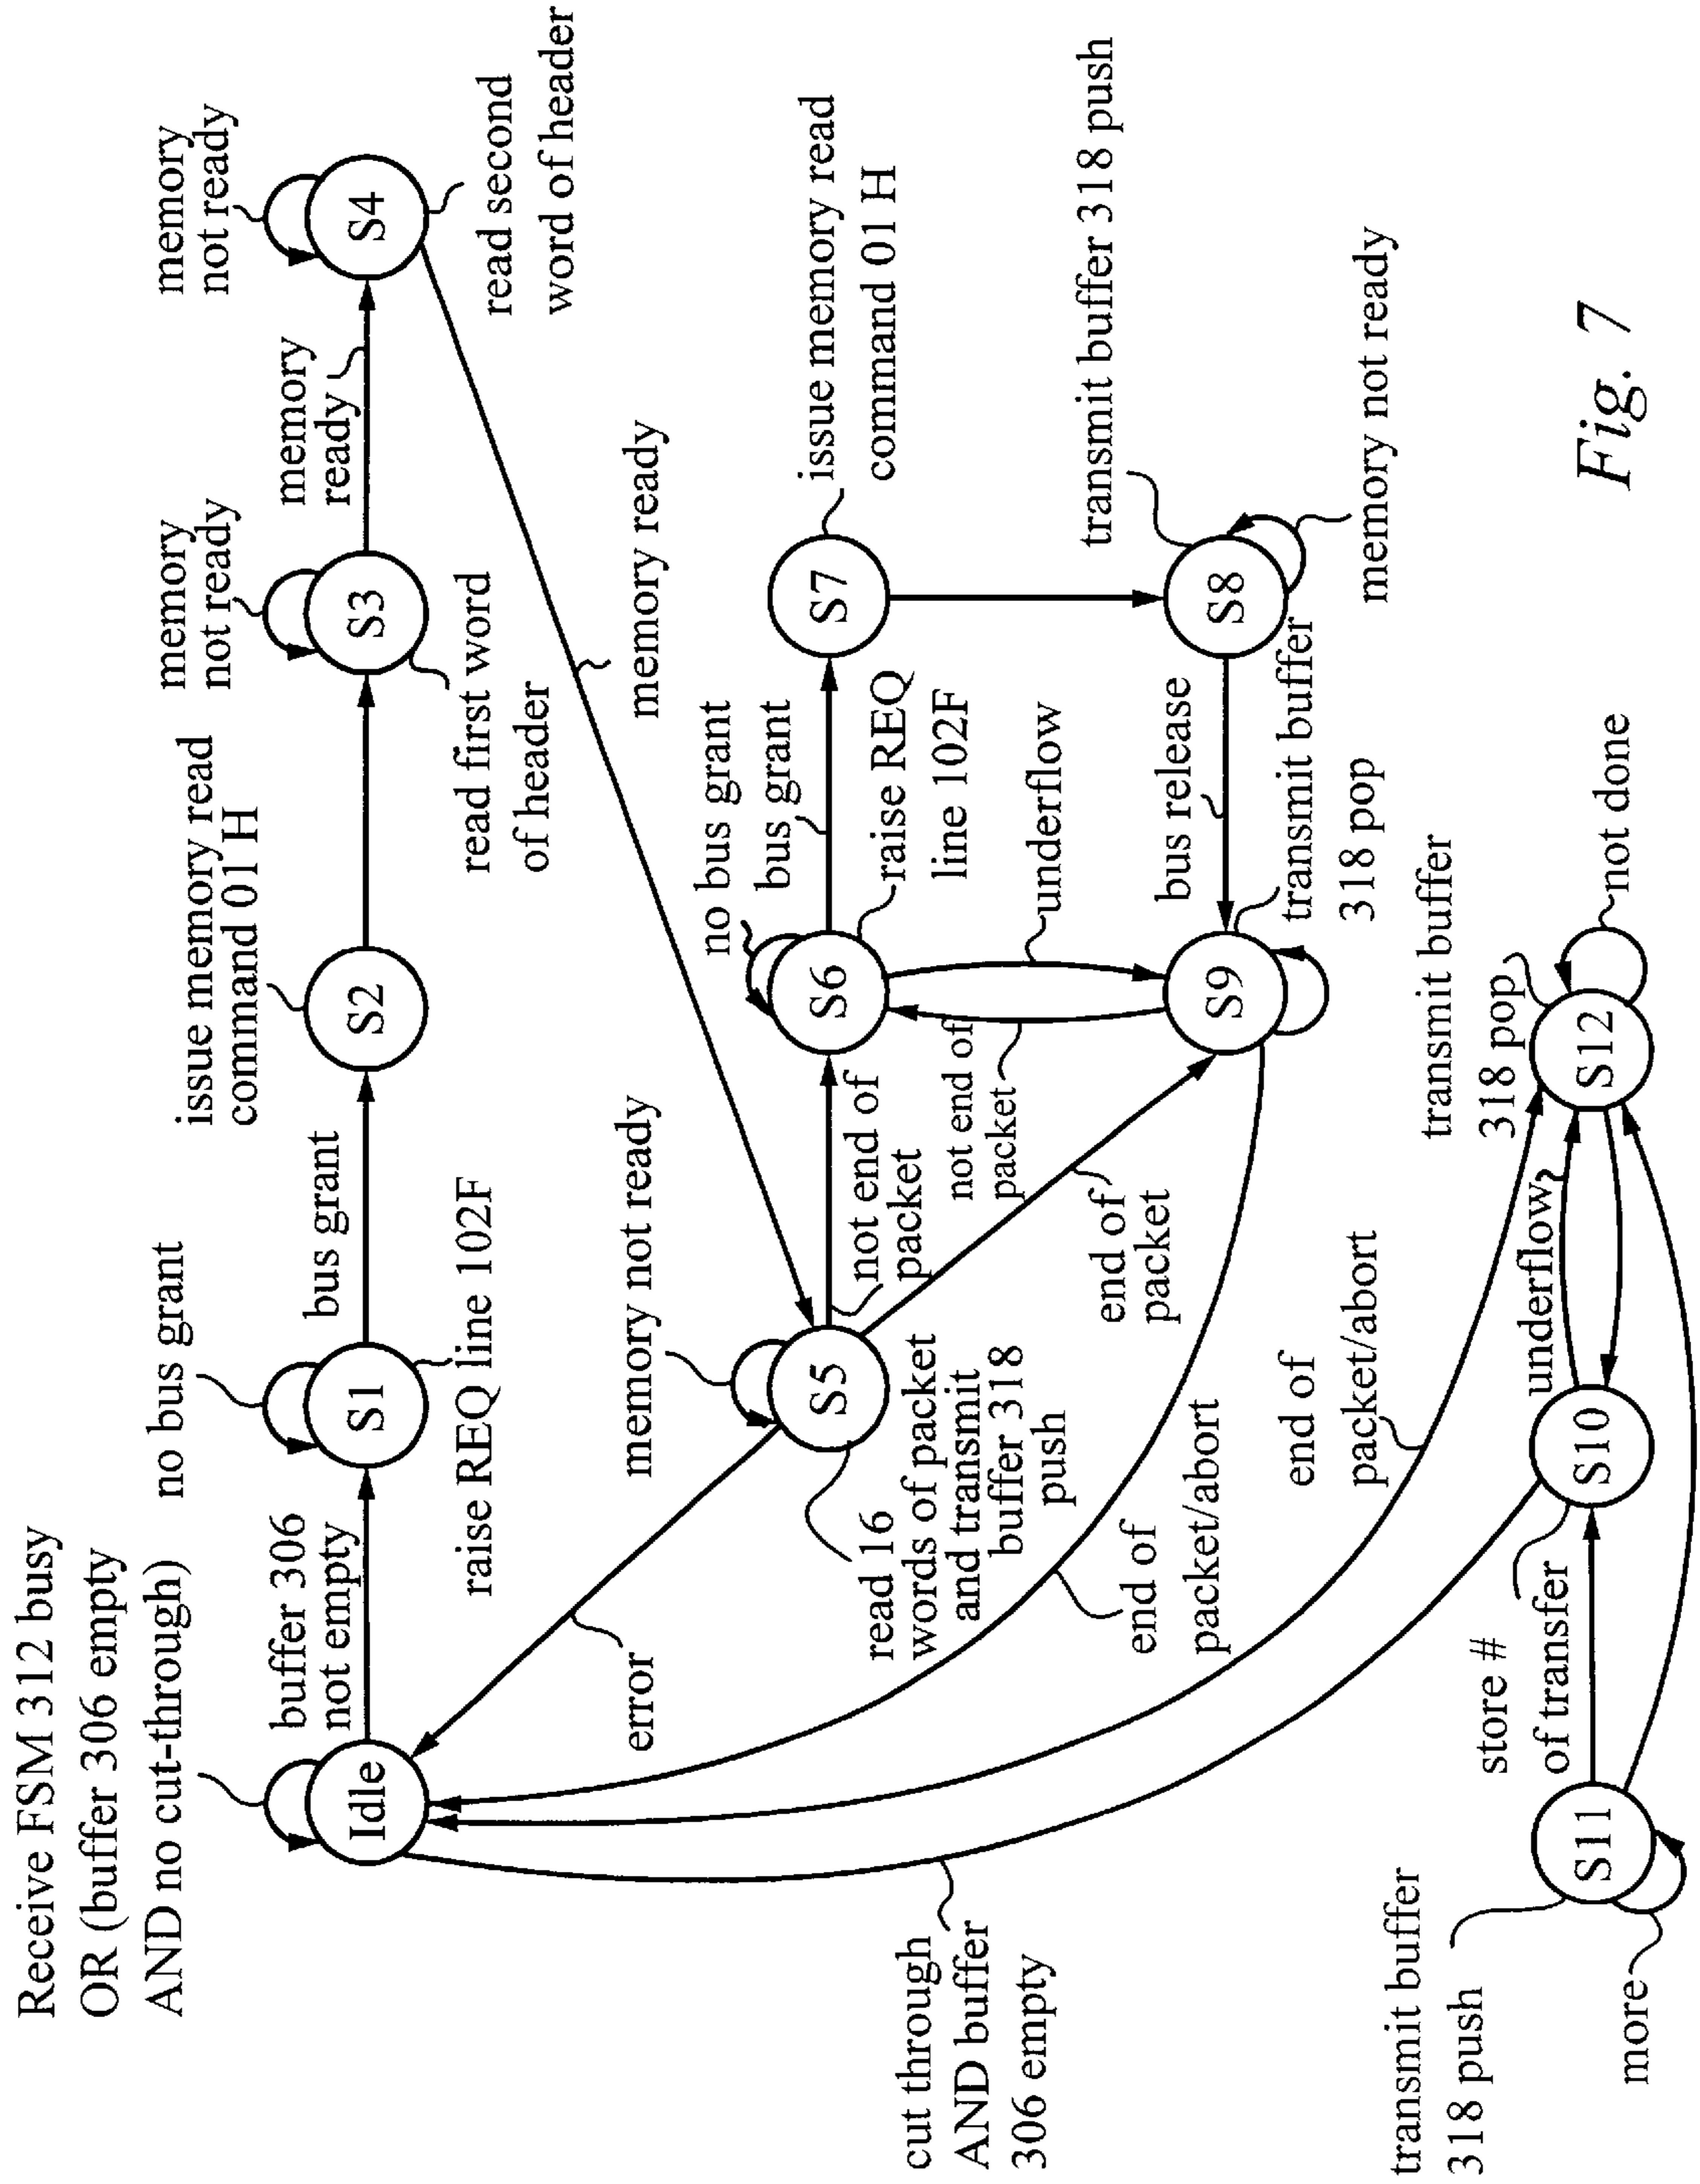 Receive FSM 312 busy
OR (buffer 306 empty
AND no cut-through)
Idle
buffer 306
not empty
no bus grant
S1
raise REQ line 102F
bus grant
issue memory read
command 01 H
S2
memory
not ready
S3
read first word
of header
memory
ready
memory
not ready
S4
read second
word of header
memory ready
error
memory not ready
S5
read 16
words of packet
and transmit
buffer 318
push
not end of
packet
end of
packet
no bus grant
bus grant
S6
raise REQ
line 102F
issue memory read
command 01 H
S7
underflow
not end of
packet
transmit buffer 318 push
S8
memory not ready
bus release
transmit buffer
318 pop
S9
end of
packet/abort
end of
packet/abort
cut through
AND buffer
306 empty
transmit buffer
318 push
S11
more
store #
of transfer
S10
underflow
transmit buffer
318 pop
S12
not done
Fig. 7